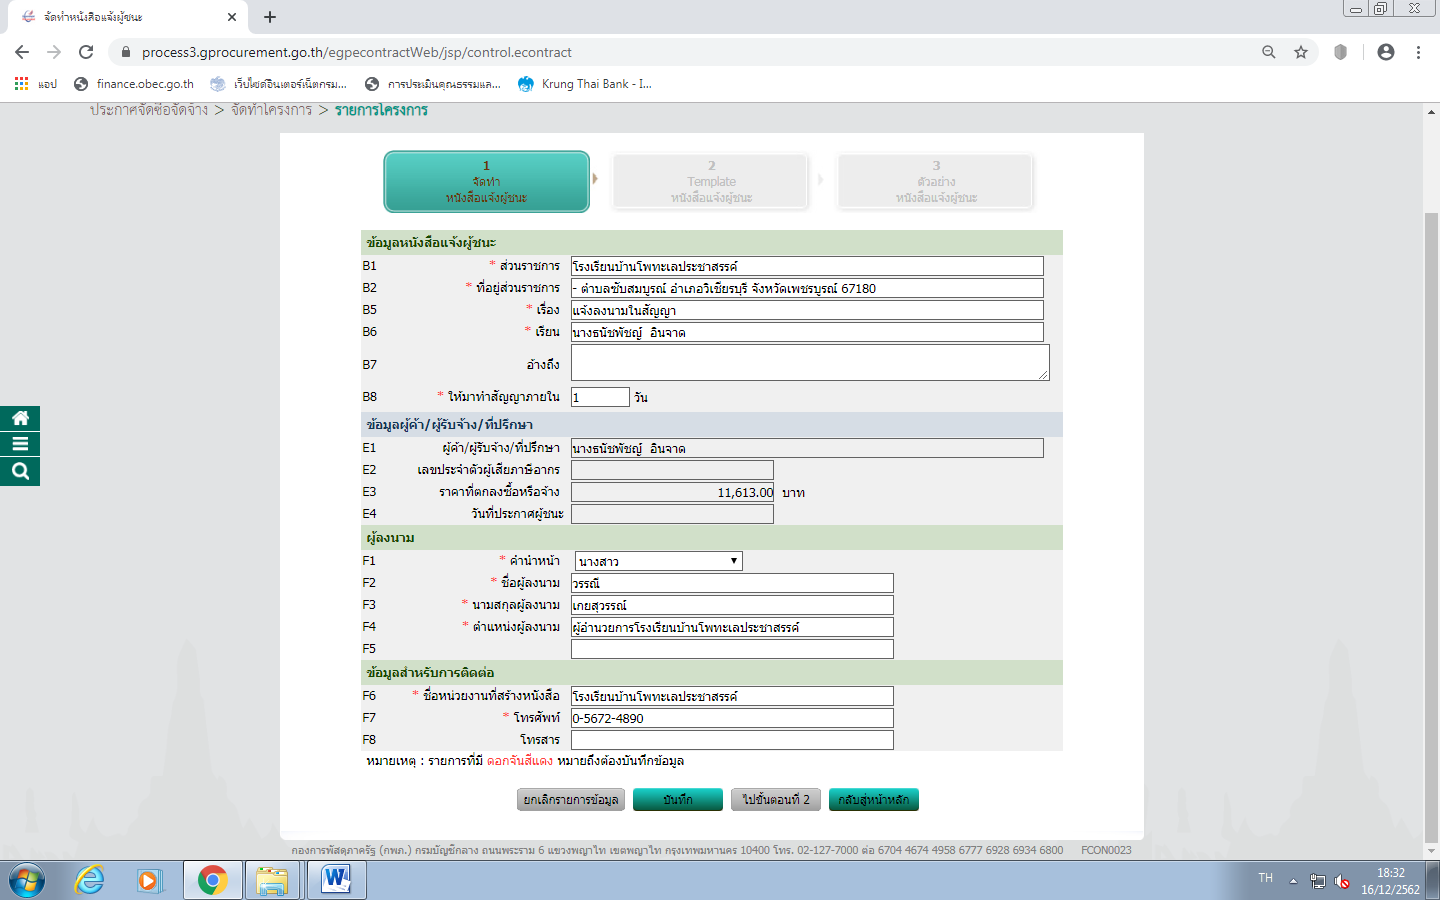 จัดทำหนังสือแจ้งผู้ชนะ
process3.gprocurement.go.th/egpecontractWeb/jsp/control.econtract
แอป finance.obec.go.th เว็บไซต์อินเตอร์เน็ตกรม... การประเมินคุณธรรมแล... Krung Thai Bank - I...
ประกาศจัดซื้อจัดจ้าง > จัดทำโครงการ > รายการโครงการ
1 2 3
จัดทำ Template ตัวอย่าง
หนังสือแจ้งผู้ชนะ หนังสือแจ้งผู้ชนะ หนังสือแจ้งผู้ชนะ
ข้อมูลหนังสือแจ้งผู้ชนะ
B1 * ส่วนราชการ โรงเรียนบ้านโพทะเลประชาสรรค์
B2 * ที่อยู่ส่วนราชการ - ตำบลซับสมบูรณ์ อำเภอวิเชียรบุรี จังหวัดเพชรบูรณ์ 67180
B5 * เรื่อง แจ้งลงนามในสัญญา
B6 * เรียน นางธนัชพัชญ์ อินจาด
B7 อ้างถึง
B8 * ให้มาทำสัญญาภายใน 1 วัน
ข้อมูลผู้ค้า/ผู้รับจ้าง/ที่ปรึกษา
E1 ผู้ค้า/ผู้รับจ้าง/ที่ปรึกษา นางธนัชพัชญ์ อินจาด
E2 เลขประจำตัวผู้เสียภาษีอากร
E3 ราคาที่ตกลงซื้อหรือจ้าง 11,613.00 บาท
E4 วันที่ประกาศผู้ชนะ
ผู้ลงนาม
F1 * คำนำหน้า นางสาว
F2 * ชื่อผู้ลงนาม วรรณี
F3 * นามสกุลผู้ลงนาม เกยสุวรรณ์
F4 * ตำแหน่งผู้ลงนาม ผู้อำนวยการโรงเรียนบ้านโพทะเลประชาสรรค์
F5
ข้อมูลสำหรับการติดต่อ
F6 * ชื่อหน่วยงานที่สร้างหนังสือ โรงเรียนบ้านโพทะเลประชาสรรค์
F7 * โทรศัพท์ 0-5672-4890
F8 โทรสาร
หมายเหตุ : รายการที่มี ดอกจันสีแดง หมายถึงต้องบันทึกข้อมูล
ยกเลิกรายการข้อมูล บันทึก ไปขั้นตอนที่ 2 กลับสู่หน้าหลัก
กองการพัสดุภาครัฐ (กพภ.) กรมบัญชีกลาง ถนนพระราม 6 แขวงพญาไท เขตพญาไท กรุงเทพมหานคร 10400 โทร. 02-127-7000 ต่อ 6704 4674 4958 6777 6928 6934 6800 FCON0023
TH 18:32
16/12/2562